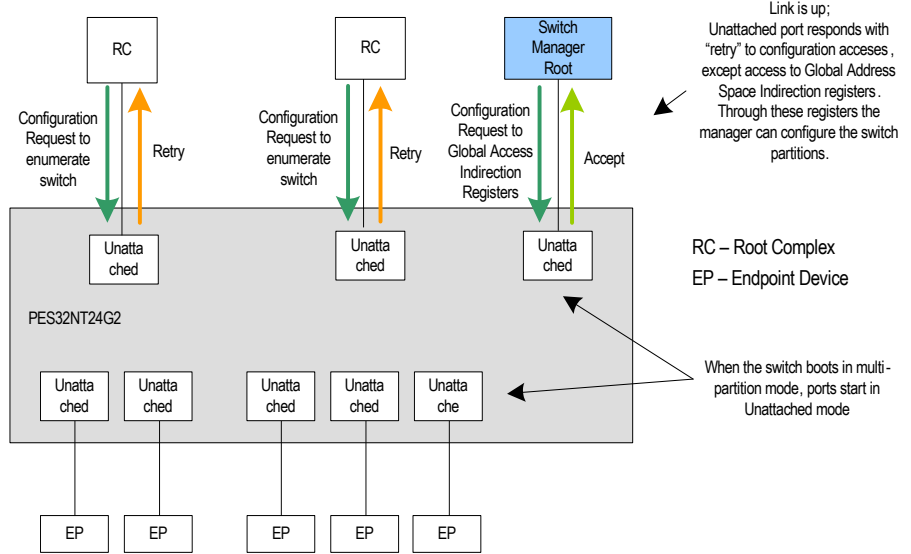 RC
RC
Switch
Manager
Root
Link is up;
Unattached port responds with
“retry” to configuration acceses,
except access to Global Address
Space Indirection registers.
Through these registers the
manager can configure the switch
partitions.
Configuration
Request to
enumerate
switch
Retry
Configuration
Request to
enumerate
switch
Retry
Configuration
Request to
Global Access
Indirection
Registers
Accept
Unatta
ched
Unatta
ched
Unatta
ched
RC – Root Complex
EP – Endpoint Device
PES32NT24G2
When the switch boots in multi-
partition mode, ports start in
Unattached mode
Unatta
ched
Unatta
ched
Unatta
ched
Unatta
ched
Unatta
che
EP
EP
EP
EP
EP